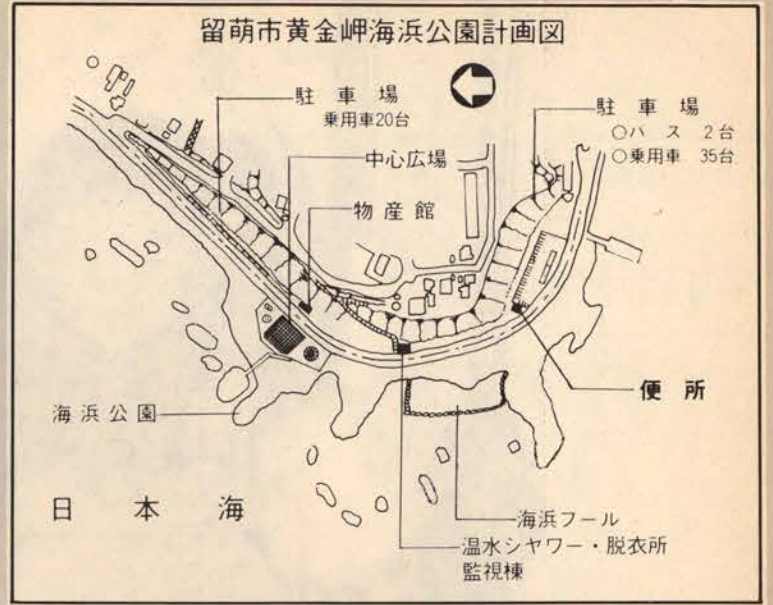 留萌市黄金岬海浜公園計画図
駐車場
乗用車20台
駐車場
○バス 2台
○乗用車 35台
中心広場
物産館
便所
海浜公園
日本海
海浜フール
温水シヤワー・脱衣所
監視棟